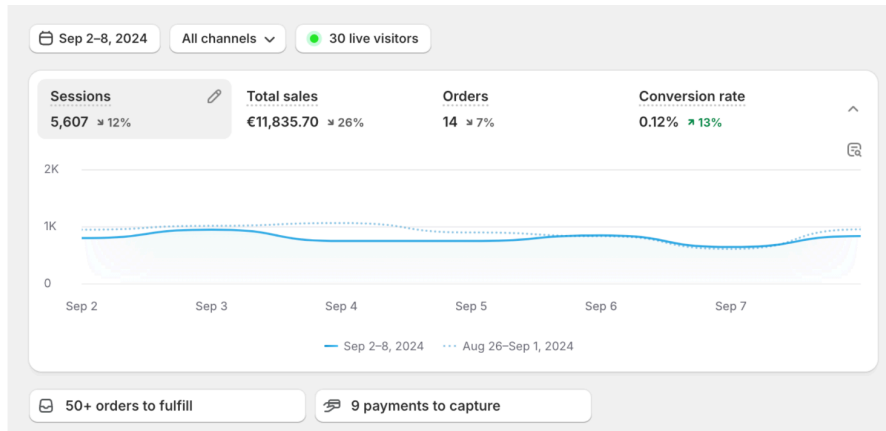 Sep 2–8, 2024 All channels 30 live visitors
Sessions Total sales Orders Conversion rate
5,607 ↘ 12% €11,835.70 ↘ 26% 14 ↘ 7% 0.12% ↗ 13%
2K
1K
0
Sep 2 Sep 3 Sep 4 Sep 5 Sep 6 Sep 7
Sep 2–8, 2024 Aug 26–Sep 1, 2024
50+ orders to fulfill 9 payments to capture